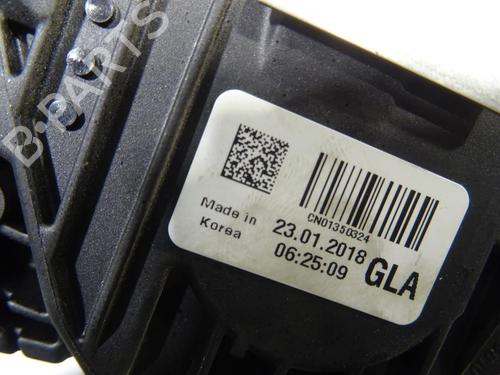 B-PARTS
CN01350324
Made in
Korea
23.01.2018
06:25:09
GLA